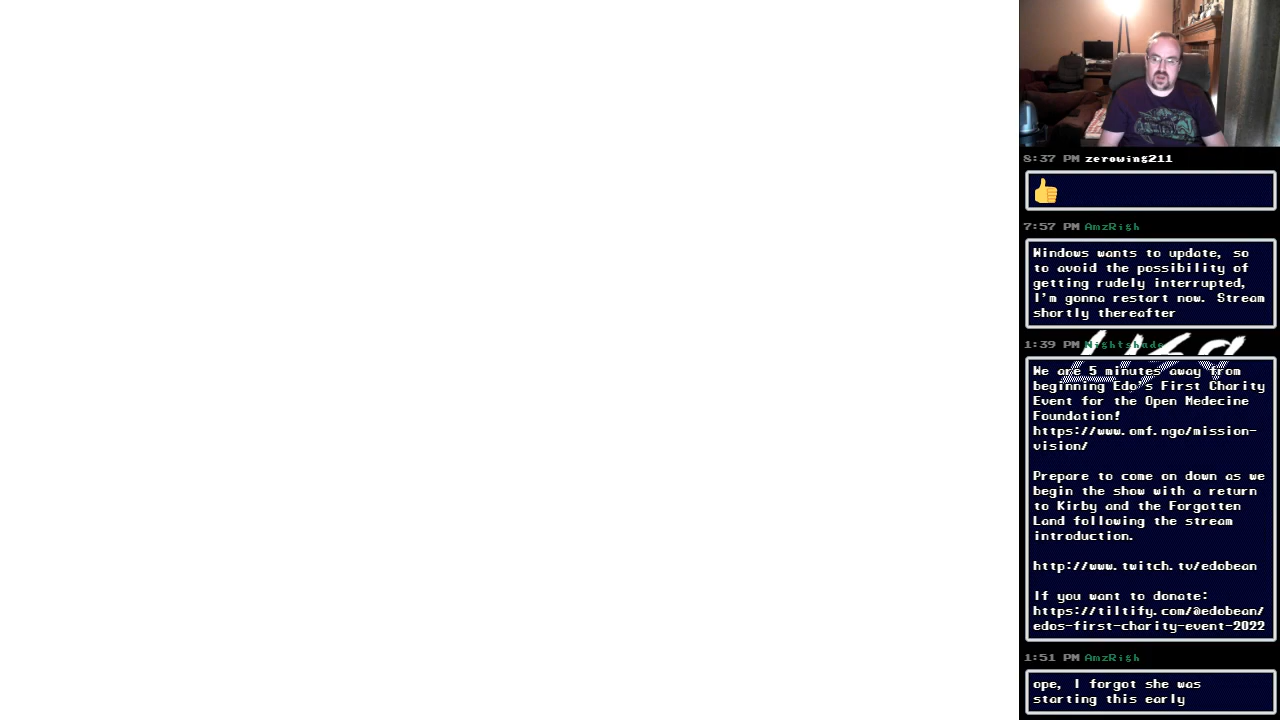 8:37 PM zerowing211
7:57 PM AmzRigh
Windows wants to update, so
to avoid the possibility of
getting rudely interrupted,
I'm gonna restart now. Stream
shortly thereafter
1:39 PM Nightshade
We are 5 minutes away from
beginning Edo's First Charity
Event for the Open Medecine
Foundation!
https://www.omf.ngo/mission-
vision/
Prepare to come on down as we
begin the show with a return
to Kirby and the Forgotten
Land following the stream
introduction.
http://www.twitch.tv/edobean
If you want to donate:
https://tiltify.com/@edobean/
edos-first-charity-event-2022
1:51 PM AmzRigh
ope, I forgot she was
starting this early